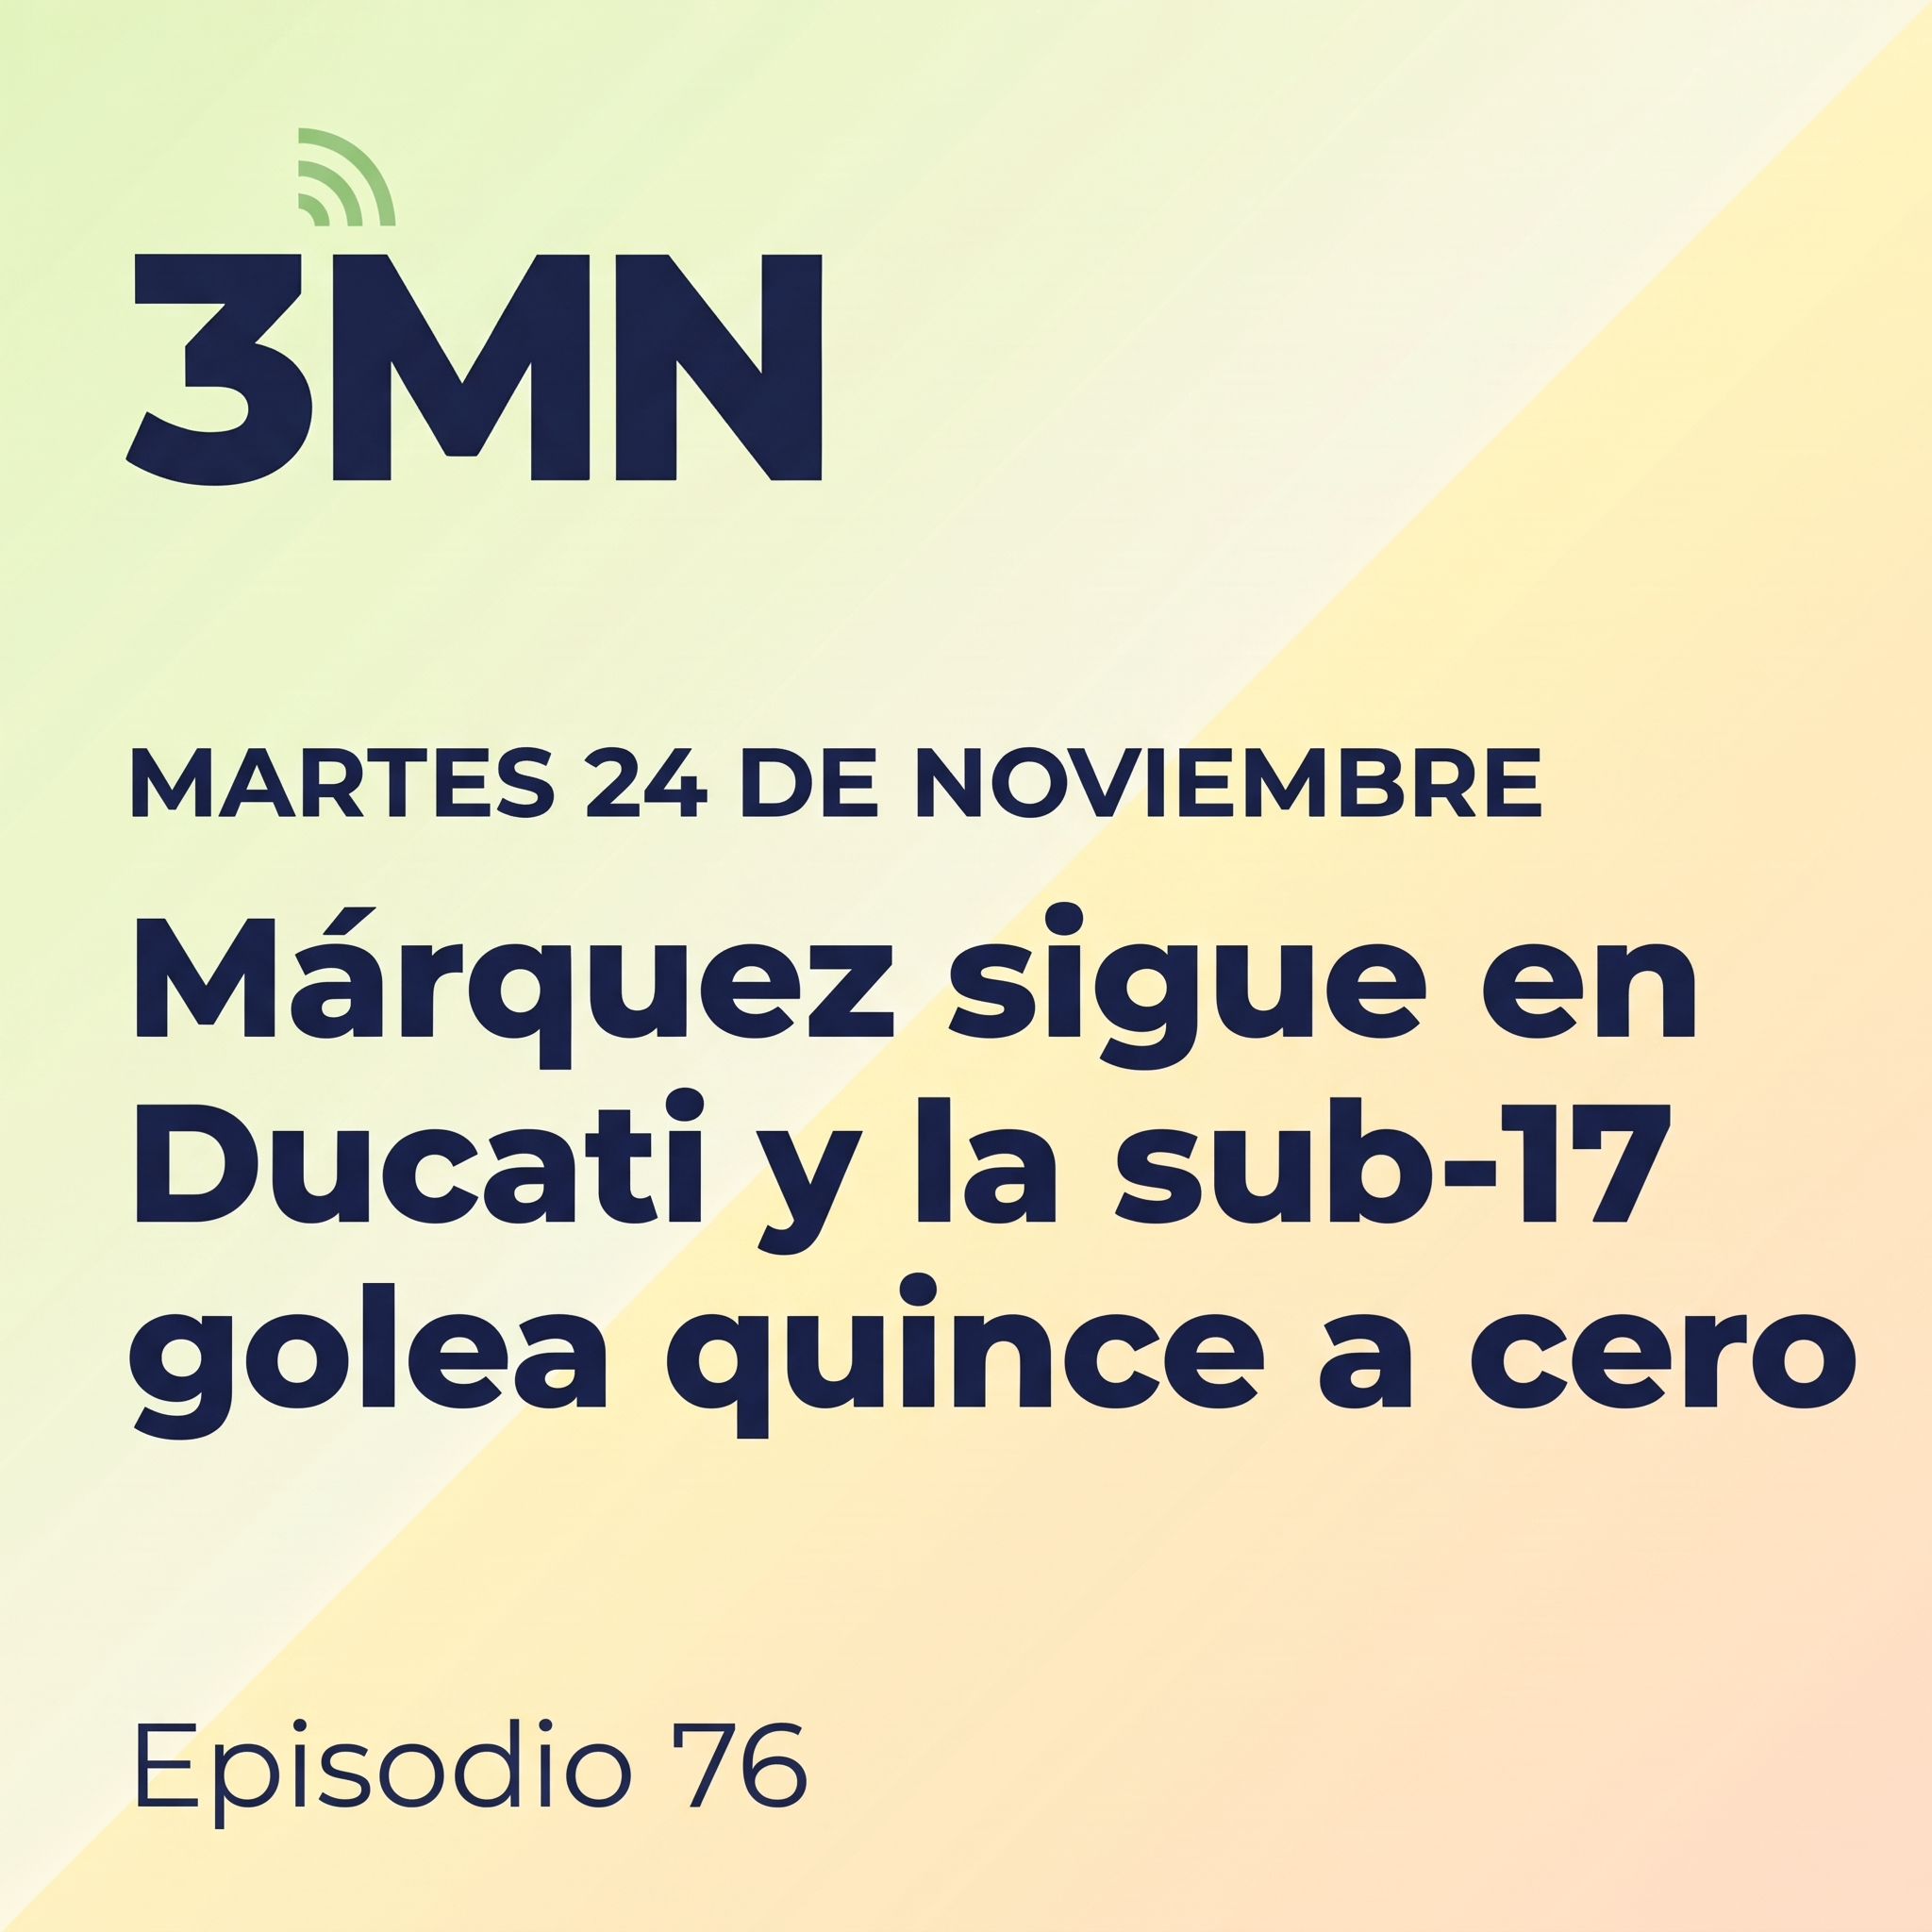 3MN
MARTES 24 DE NOVIEMBRE
Márquez sigue en
Ducati y la sub-17
golea quince a cero
Episodio 76